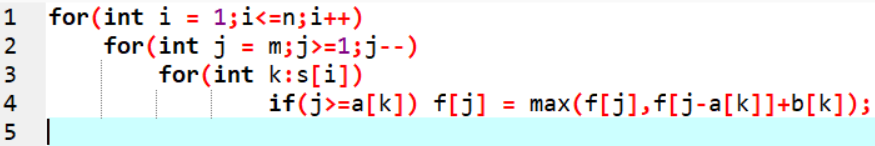 1 for(int i = 1;i<=n;i++)
2     for(int j = m;j>=1;j--)
3         for(int k:s[i])
4                 if(j>=a[k]) f[j] = max(f[j],f[j-a[k]]+b[k]);
5